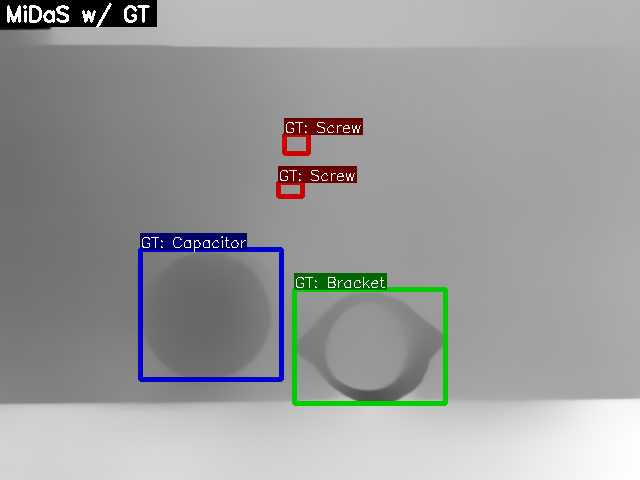 MiDaS w/ GT
GT: Screw
GT: Screw
GT: Capacitor
GT: Bracket